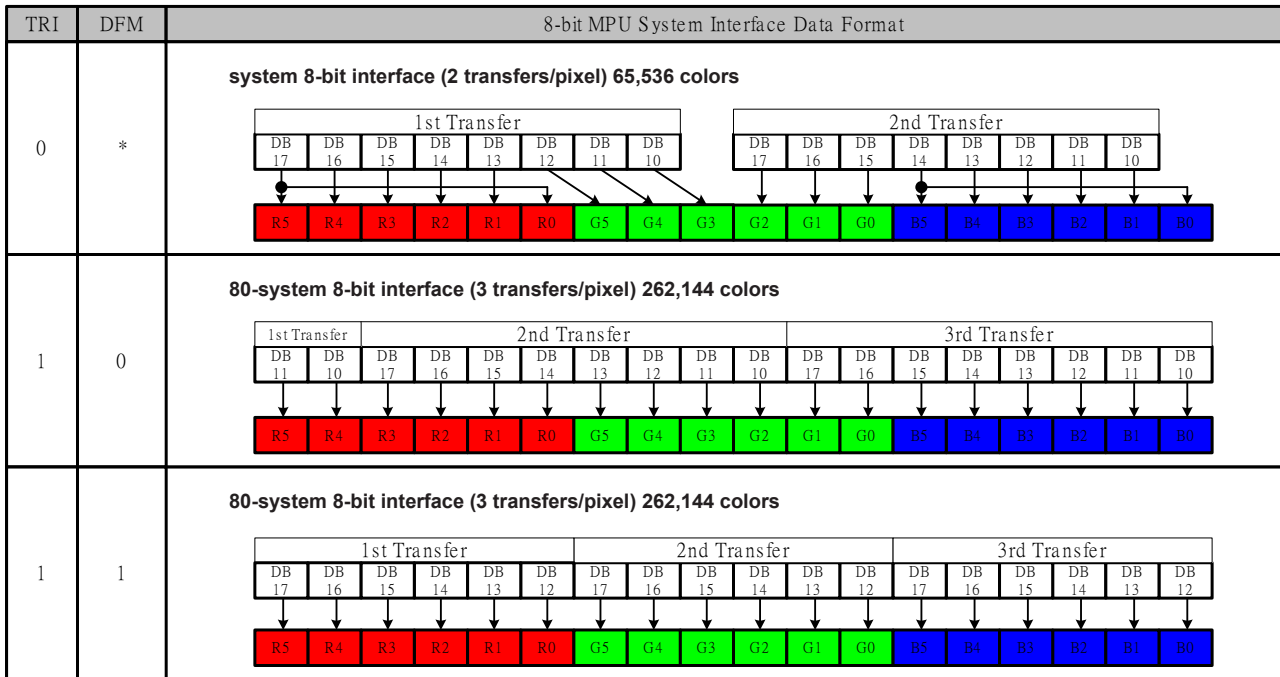 TRI DFM 8-bit MPU System Interface Data Format
system 8-bit interface (2 transfers/pixel) 65,536 colors
1st Transfer 2nd Transfer
0 *
DB DB DB DB DB DB DB DB DB DB DB DB DB DB DB DB
17 16 15 14 13 12 11 10 17 16 15 14 13 12 11 10
R5 R4 R3 R2 R1 R0 G5 G4 G3 G2 G1 G0 B5 B4 B3 B2 B1 B0
80-system 8-bit interface (3 transfers/pixel) 262,144 colors
1st Transfer 2nd Transfer 3rd Transfer
1 0
DB DB DB DB DB DB DB DB DB DB DB DB DB DB DB DB DB DB
11 10 17 16 15 14 13 12 11 10 17 16 15 14 13 12 11 10
R5 R4 R3 R2 R1 R0 G5 G4 G3 G2 G1 G0 B5 B4 B3 B2 B1 B0
80-system 8-bit interface (3 transfers/pixel) 262,144 colors
1st Transfer 2nd Transfer 3rd Transfer
1 1
DB DB DB DB DB DB DB DB DB DB DB DB DB DB DB DB DB DB
17 16 15 14 13 12 17 16 15 14 13 12 17 16 15 14 13 12
R5 R4 R3 R2 R1 R0 G5 G4 G3 G2 G1 G0 B5 B4 B3 B2 B1 B0